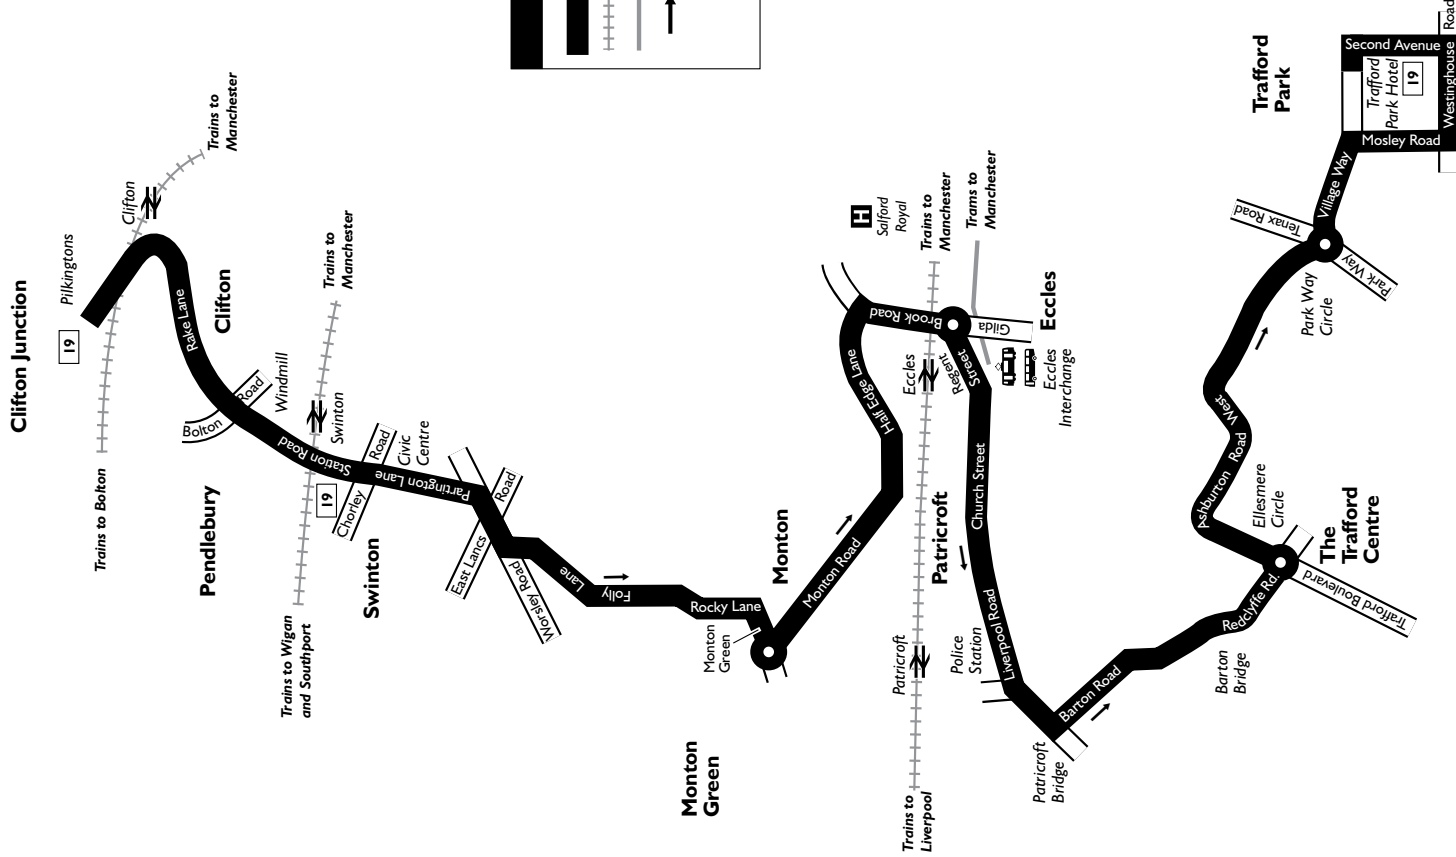 Clifton Junction
Pilkingtons
19
Clifton
Trains to
Manchester
Trains to Bolton
Rake Lane
Clifton
Bolton
Road
Windmill
Pendlebury
Station Road
Swinton
Trains to
Manchester
Trains to Wigan
and Southport
19
Chorley
Road
Civic
Centre
Swinton
Partington Lane
East Lancs
Road
Worsley Road
Folly
Lane
Rocky Lane
Monton
Green
Monton
Green
Monton
Monton Road
Half Edge Lane
Brook Road
H
Salford
Royal
Trains to
Manchester
Trams to
Manchester
Eccles
Regent
Street
Gilda
Eccles
Eccles
Interchange
Church Street
Patricroft
Patricroft
Trains to
Liverpool
Police
Station
Liverpool Road
Patricroft
Bridge
Barton Road
Barton
Bridge
Redclyffe Rd.
Ellesmere
Circle
The
Trafford
Centre
Trafford Boulevard
Ashburton
Road
West
Park Way
Circle
Park Way
Tenax Road
Village Way
Trafford
Park
Mosley Road
Trafford
Park Hotel
19
Second Avenue
Westinghouse
Road